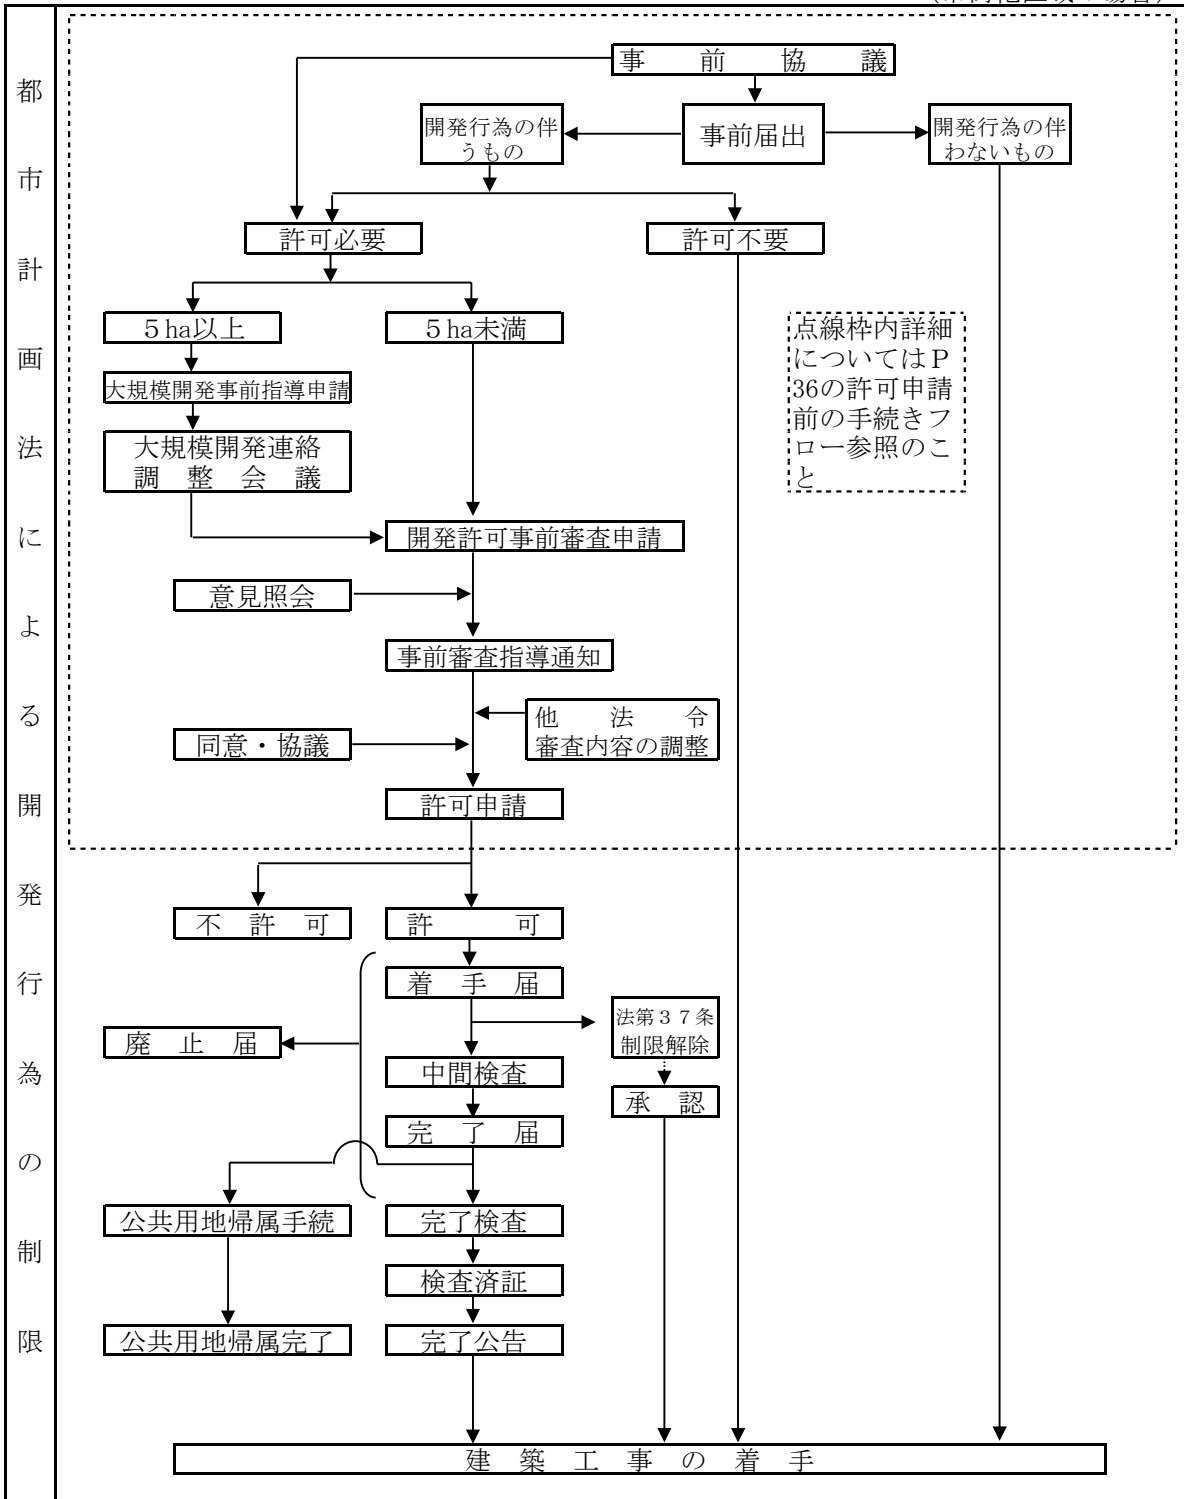 都市計画法による開発行為の制限
事前協議
開発行為の伴
うもの
事前届出
開発行為の伴
わないもの
許可必要
許可不要
５ha以上
５ha未満
点線枠内詳細
についてはＰ
36の許可申請
前の手続きフ
ロー参照のこ
と
大規模開発事前指導申請
大規模開発連絡
調整会議
開発許可事前審査申請
意見照会
事前審査指導通知
他法令
審査内容の調整
同意・協議
許可申請
不許可
許可
着手届
法第３７条
制限解除
廃止届
中間検査
承認
完了届
公共用地帰属手続
完了検査
検査済証
公共用地帰属完了
完了公告
建築工事の着手